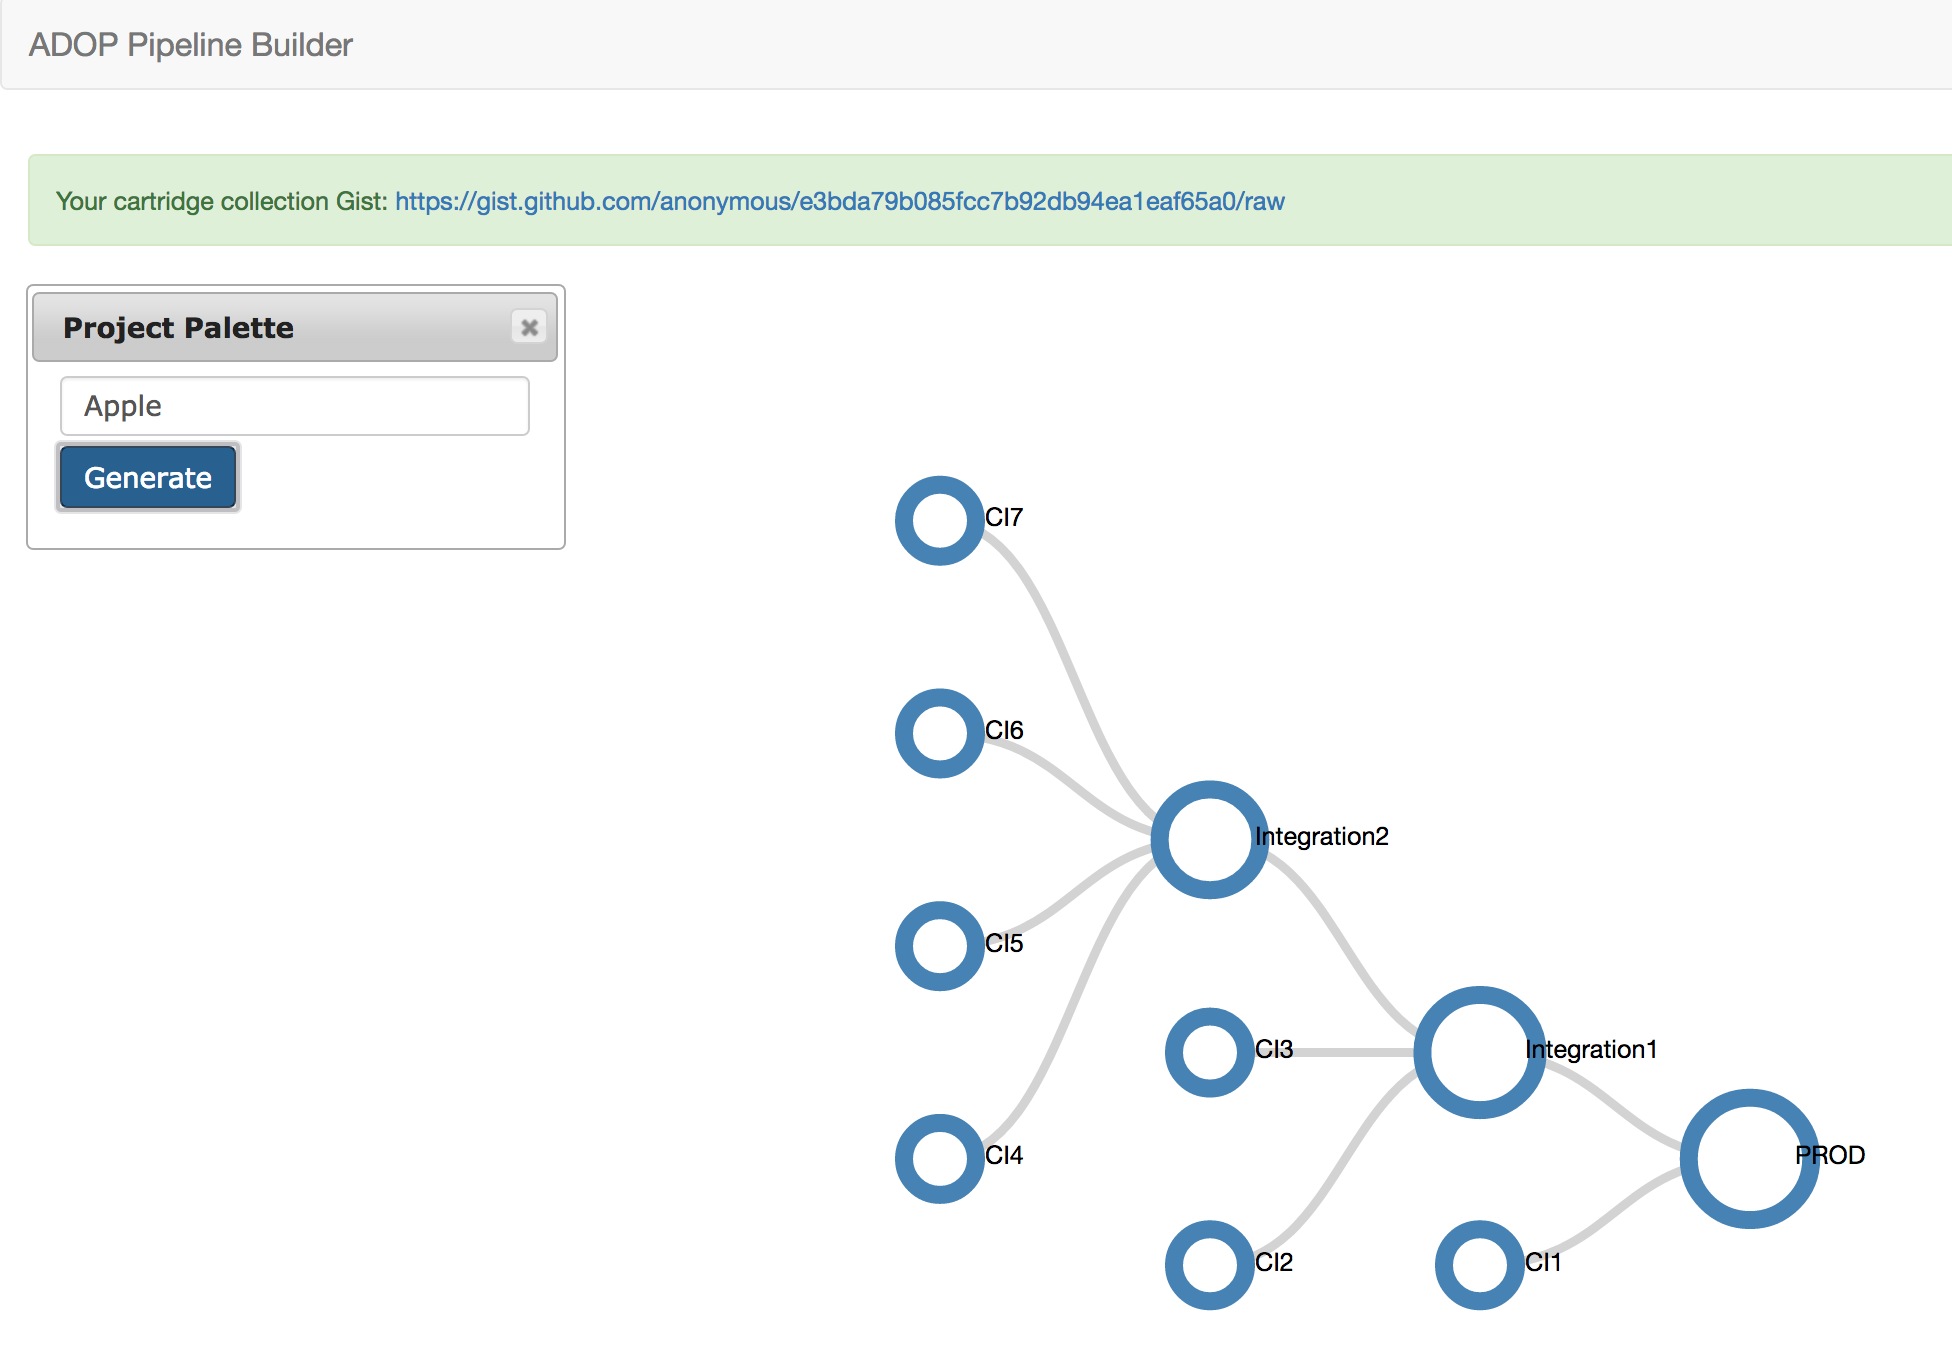 ADOP Pipeline Builder
Your cartridge collection Gist: https://gist.github.com/anonymous/e3bda79b085fcc7b92db94ea1eaf65a0/raw
Project Palette
Apple
Generate
CI7
CI6
Integration2
CI5
CI3
Integration1
CI4
PROD
CI2
CI1